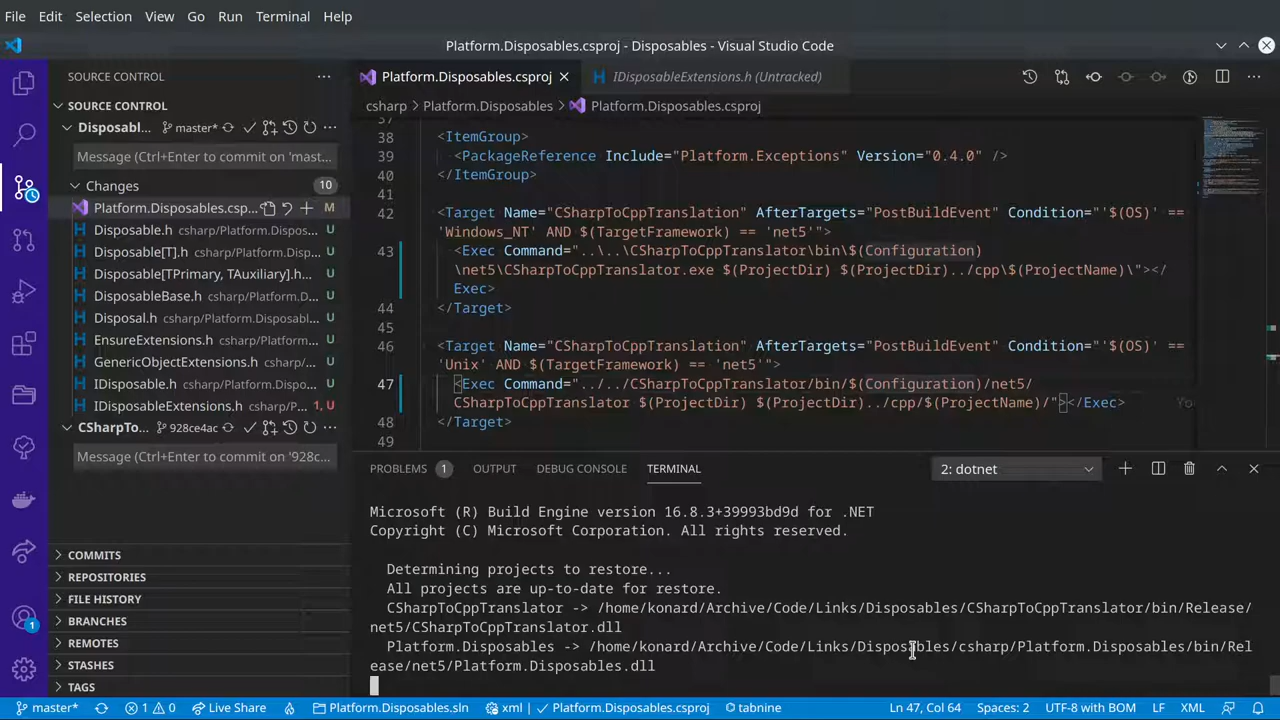 File Edit Selection View Go Run Terminal Help
Platform.Disposables.csproj - Disposables - Visual Studio Code
SOURCE CONTROL
Platform.Disposables.csproj
IDisposableExtensions.h (Untracked)
SOURCE CONTROL
csharp > Platform.Disposables > Platform.Disposables.csproj
Disposabl... master*
Message (Ctrl+Enter to commit on 'mast...
Changes 10
Platform.Disposables.csp... M
Disposable.h csharp/Platform.Dispos... U
Disposable[T].h csharp/Platform.D... U
Disposable[TPrimary, TAuxiliary].h... U
DisposableBase.h csharp/Platform.D... U
Disposal.h csharp/Platform.Disposabl... U
EnsureExtensions.h csharp/Platform.... U
GenericObjectExtensions.h csharp/... U
IDisposable.h csharp/Platform.Dispos... U
IDisposableExtensions.h csharp/P... 1, U
CSharpTo... 928ce4ac
Message (Ctrl+Enter to commit on '928c...
COMMITS
REPOSITORIES
FILE HISTORY
BRANCHES
REMOTES
STASHES
TAGS
1
37
38 <ItemGroup>
39 <PackageReference Include="Platform.Exceptions" Version="0.4.0" />
40 </ItemGroup>
41
42 <Target Name="CSharpToCppTranslation" AfterTargets="PostBuildEvent" Condition="'$(OS)' ==
'Windows_NT' AND $(TargetFramework) == 'net5'">
43 <Exec Command="..\..\CSharpToCppTranslator\bin\$(Configuration)
\net5\CSharpToCppTranslator.exe $(ProjectDir) $(ProjectDir)../cpp\$(ProjectName)\"></
Exec>
44 </Target>
45
46 <Target Name="CSharpToCppTranslation" AfterTargets="PostBuildEvent" Condition="'$(OS)' ==
'Unix' AND $(TargetFramework) == 'net5'">
47 <Exec Command="../../CSharpToCppTranslator/bin/$(Configuration)/net5/
CSharpToCppTranslator $(ProjectDir) $(ProjectDir)../cpp/$(ProjectName)/"></Exec> Yo
48 </Target>
49
PROBLEMS 1 OUTPUT DEBUG CONSOLE TERMINAL 2: dotnet
Microsoft (R) Build Engine version 16.8.3+39993bd9d for .NET
Copyright (C) Microsoft Corporation. All rights reserved.
Determining projects to restore...
All projects are up-to-date for restore.
CSharpToCppTranslator -> /home/konard/Archive/Code/Links/Disposables/CSharpToCppTranslator/bin/Release/
net5/CSharpToCppTranslator.dll
Platform.Disposables -> /home/konard/Archive/Code/Links/Disposables/csharp/Platform.Disposables/bin/Rel
ease/net5/Platform.Disposables.dll
master* 1 0 Live Share Platform.Disposables.sln xml Platform.Disposables.csproj tabnine Ln 47, Col 64 Spaces: 2 UTF-8 with BOM LF XML